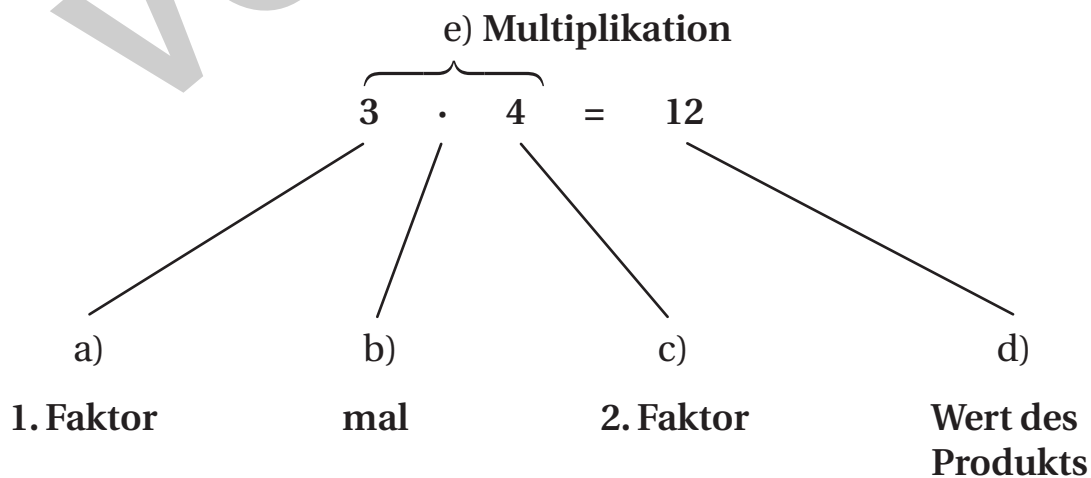 e) Multiplikation
3 · 4 = 12
a) b) c) d)
1. Faktor mal 2. Faktor Wert des
Produkts